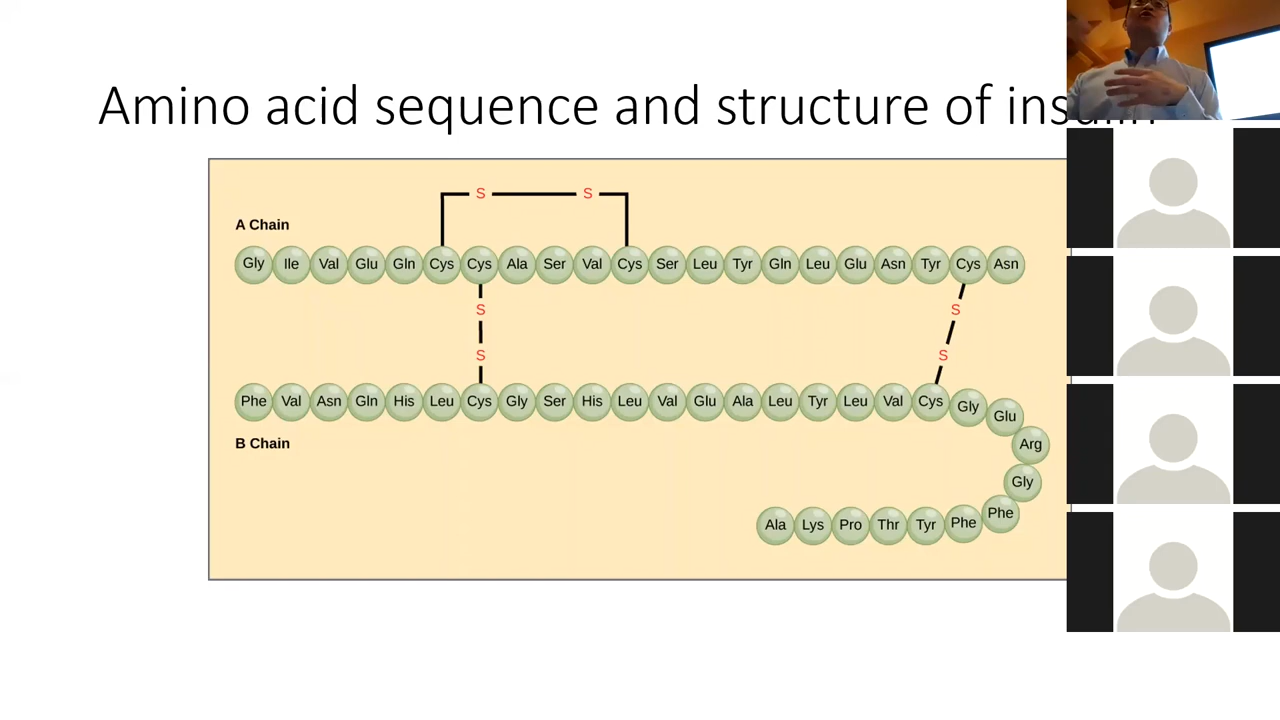 Amino acid sequence and structure of insulin
S S
A Chain
Gly Ile Val Glu Gln Cys Cys Ala Ser Val Cys Ser Leu Tyr Gln Leu Glu Asn Tyr Cys Asn
S S
S S
Phe Val Asn Gln His Leu Cys Gly Ser His Leu Val Glu Ala Leu Tyr Leu Val Cys Gly Glu
Arg
B Chain
Gly
Ala Lys Pro Thr Tyr Phe Phe